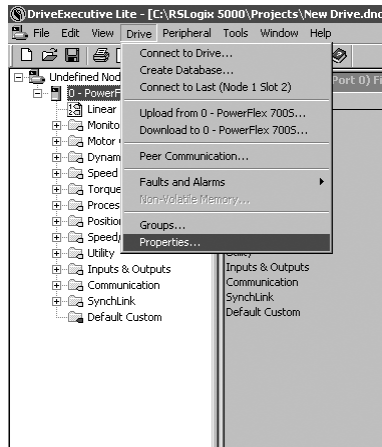 DriveExecutive Lite - [C:\RSLogix 5000\Projects\New Drive.dno
File Edit View Drive Peripheral Tools Window Help
Connect to Drive...
Create Database...
Connect to Last (Node 1 Slot 2)
Upload from 0 - PowerFlex 700S...
Download to 0 - PowerFlex 700S...
Peer Communication...
Faults and Alarms
Non-Volatile Memory...
Groups...
Properties...
Undefined Nod
0 - PowerF
Linear
Monito
Motor
Dynam
Speed
Torque
Proces
Position
Speed/
Utility
Inputs & Outputs
Communication
SynchLink
Default Custom
Port 0) Fi
Inputs & Outputs
Communication
SynchLink
Default Custom